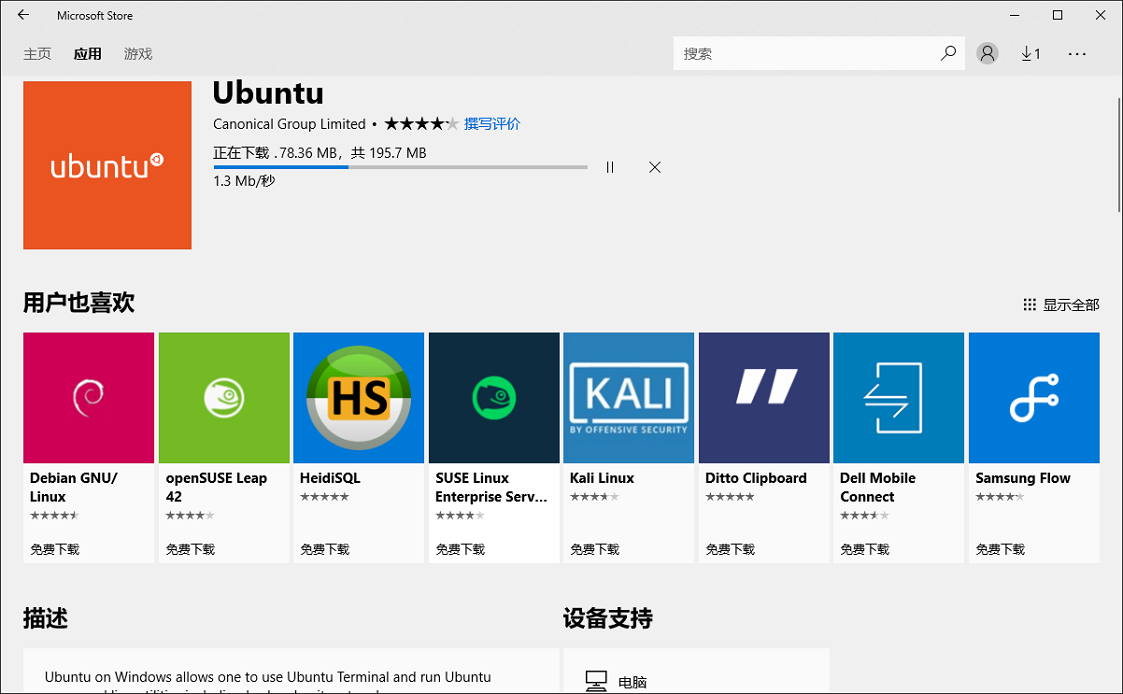 Microsoft Store
主页 应用 游戏 搜索 1
Ubuntu
Canonical Group Limited • 撰写评价
正在下载 .78.36 MB，共 195.7 MB
1.3 Mb/秒
ubuntu
用户也喜欢 显示全部
HS
KALI
BY OFFENSIVE SECURITY
Debian GNU/
Linux
免费下载
openSUSE Leap
42
免费下载
HeidiSQL
免费下载
SUSE Linux
Enterprise Serv...
免费下载
Kali Linux
免费下载
Ditto Clipboard
免费下载
Dell Mobile
Connect
免费下载
Samsung Flow
免费下载
描述
Ubuntu on Windows allows one to use Ubuntu Terminal and run Ubuntu
设备支持
电脑